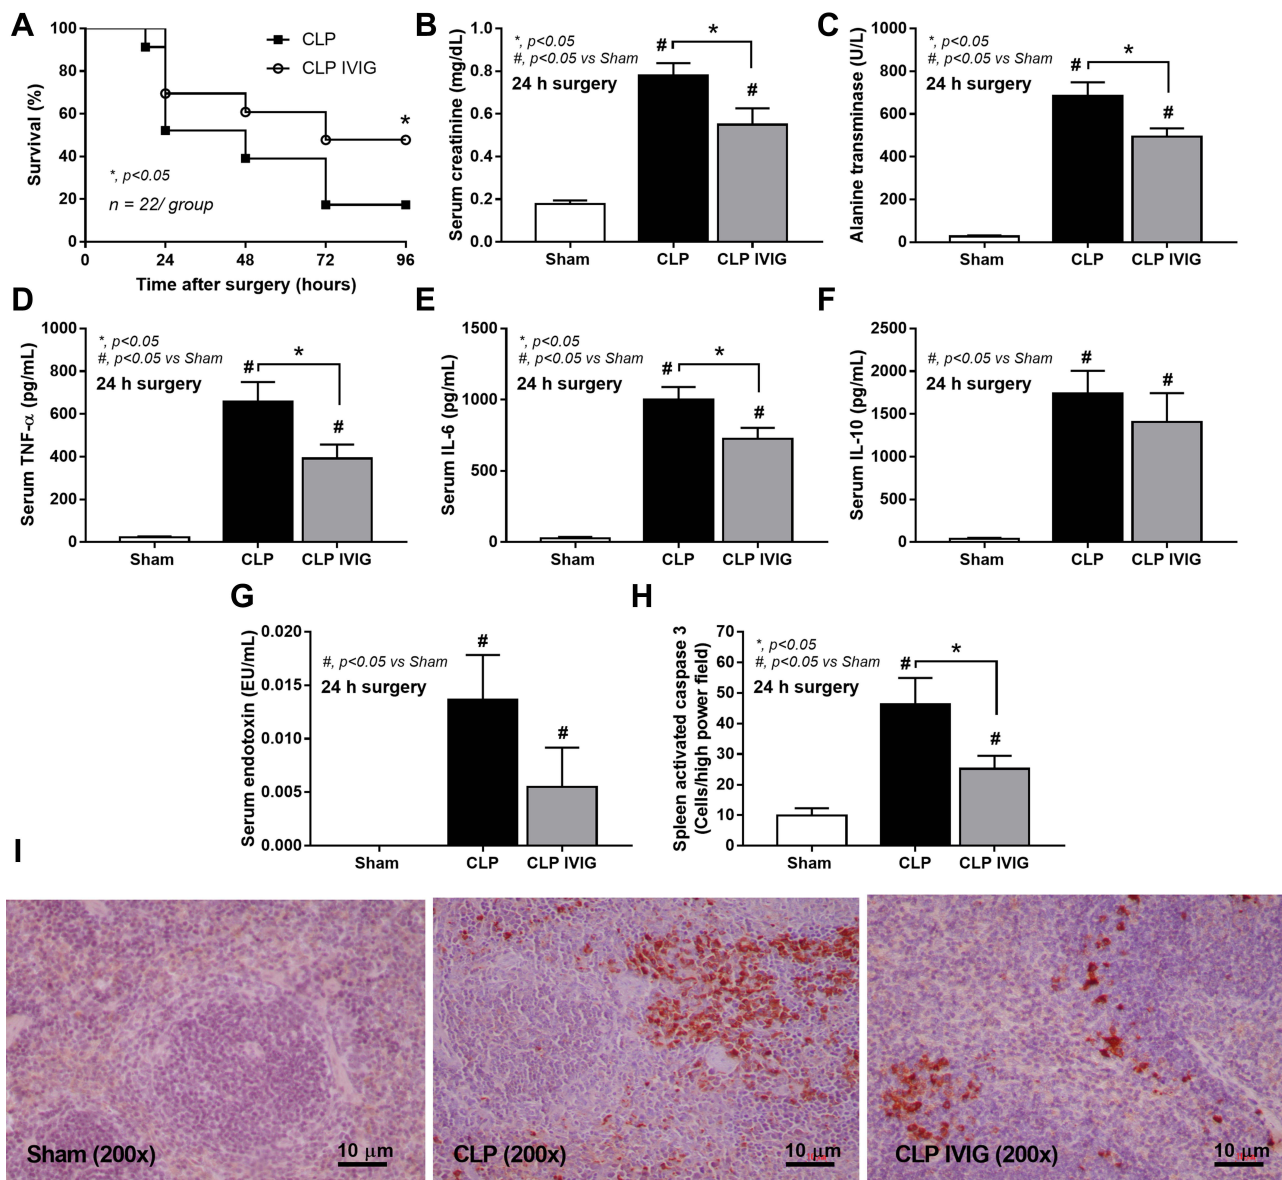 A
Survival (%)
100
80
60
40
20
0
0
24
48
72
96
Time after surgery (hours)
CLP
CLP IVIG
*
*, p<0.05
n = 22/ group
B
Serum creatinine (mg/dL)
1.0
0.8
0.6
0.4
0.2
0.0
*, p<0.05
#, p<0.05 vs Sham
24 h surgery
#
*
#
Sham
CLP
CLP IVIG
C
Alanine transminase (U/L)
1000
800
600
400
200
0
*, p<0.05
#, p<0.05 vs Sham
24 h surgery
#
*
#
Sham
CLP
CLP IVIG
D
Serum TNF-α (pg/mL)
1000
800
600
400
200
0
*, p<0.05
#, p<0.05 vs Sham
24 h surgery
#
*
#
Sham
CLP
CLP IVIG
E
Serum IL-6 (pg/mL)
1500
1000
500
0
*, p<0.05
#, p<0.05 vs Sham
24 h surgery
#
*
#
Sham
CLP
CLP IVIG
F
Serum IL-10 (pg/mL)
2500
2000
1500
1000
500
0
#, p<0.05 vs Sham
24 h surgery
#
#
Sham
CLP
CLP IVIG
G
Serum endotoxin (EU/mL)
0.020
0.015
0.010
0.005
0.000
#, p<0.05 vs Sham
24 h surgery
#
#
Sham
CLP
CLP IVIG
H
Spleen activated caspase 3
(Cells/high power field)
70
60
50
40
30
20
10
0
*, p<0.05
#, p<0.05 vs Sham
24 h surgery
#
*
#
Sham
CLP
CLP IVIG
I
Sham (200x)
10 μm
CLP (200x)
10 μm
CLP IVIG (200x)
10 μm